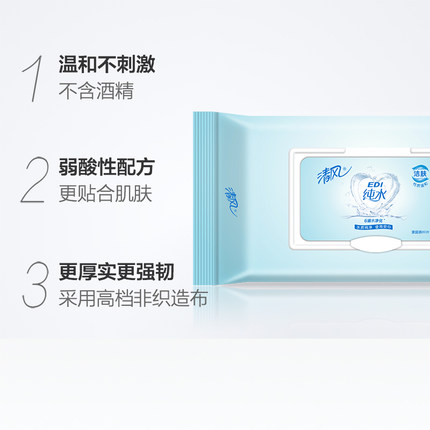 1
温和不刺激
不含酒精
2
弱酸性配方
更贴合肌肤
3
更厚实更强韧
采用高档非织造布
清风
清风
EDI
纯水
洁肤